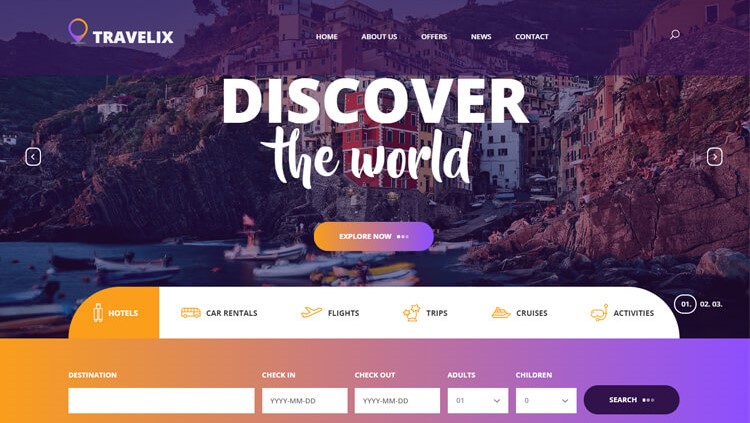 TRAVELIX
HOME ABOUT US OFFERS NEWS CONTACT
DISCOVER
the world
EXPLORE NOW
HOTELS CAR RENTALS FLIGHTS TRIPS CRUISES ACTIVITIES
01. 02. 03.
DESTINATION CHECK IN CHECK OUT ADULTS CHILDREN
YYYY-MM-DD YYYY-MM-DD 01 0 SEARCH